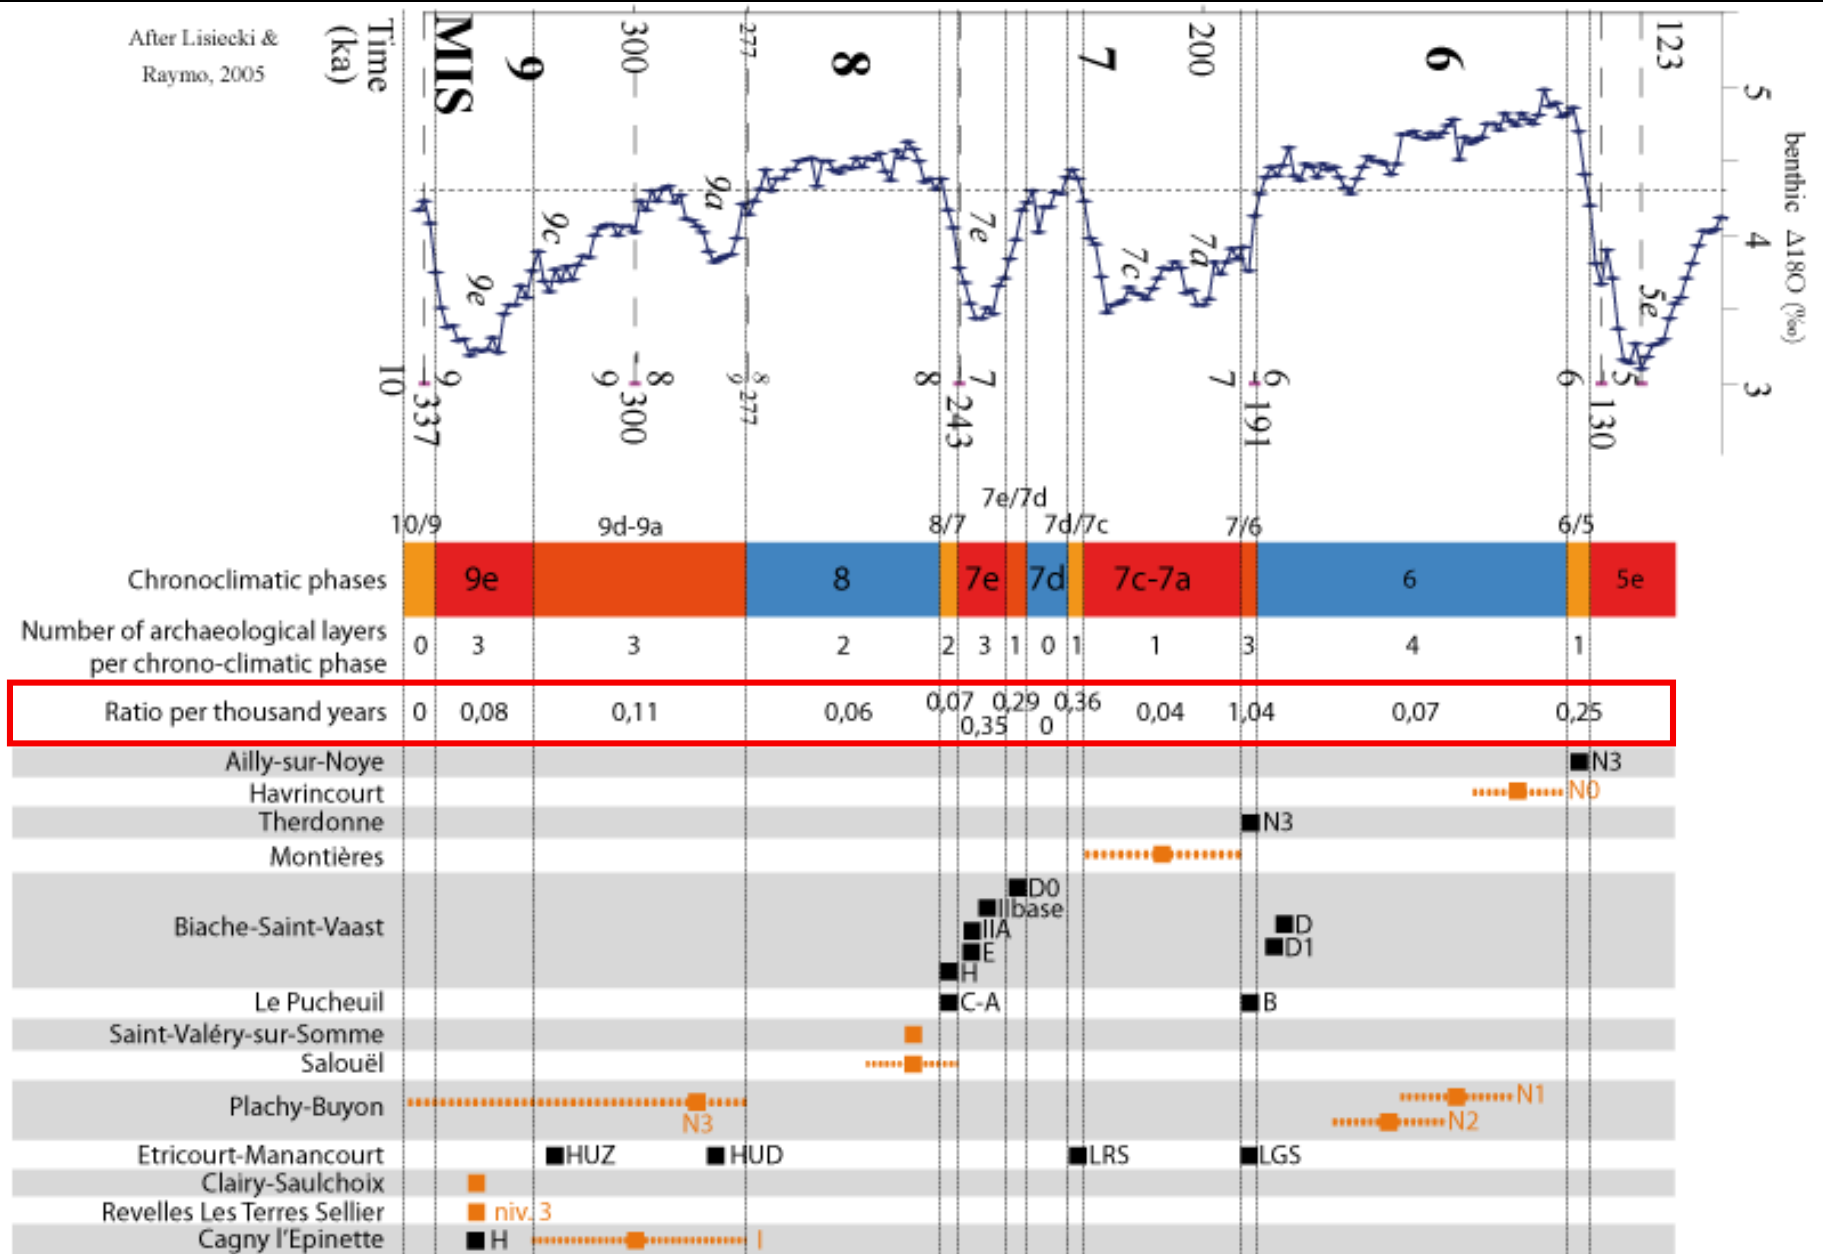 After Lisiecki &
Raymo, 2005
Time
(ka)
MIS
9
300
277
8
7
200
6
123
5
4
3
benthic Δ18O (‰)
9e
9c
9a
7e
7c
7a
5e
10
9
337
9
8
300
9
8
277
8
7
243
7
6
191
6
5
130
7e/7d
10/9
9d-9a
8/7
7d/7c
7/6
6/5
Chronoclimatic phases
9e
8
7e
7d
7c-7a
6
5e
Number of archaeological layers
per chrono-climatic phase
0 3 3 2 2 3 1 0 1 1 3 4 1
Ratio per thousand years
0 0,08 0,11 0,06 0,07 0,35 0,29 0 0,36 0,04 1,04 0,07 0,25
Ailly-sur-Noye
N3
Havrincourt
N0
Therdonne
N3
Montières
Biache-Saint-Vaast
D0
IIbase
IIA
E
H
D
D1
Le Pucheuil
C-A
B
Saint-Valéry-sur-Somme
Salouël
Plachy-Buyon
N3
N1
N2
Etricourt-Manancourt
HUZ
HUD
LRS
LGS
Clairy-Saulchoix
Revelles Les Terres Sellier
niv. 3
Cagny l'Epinette
H
I